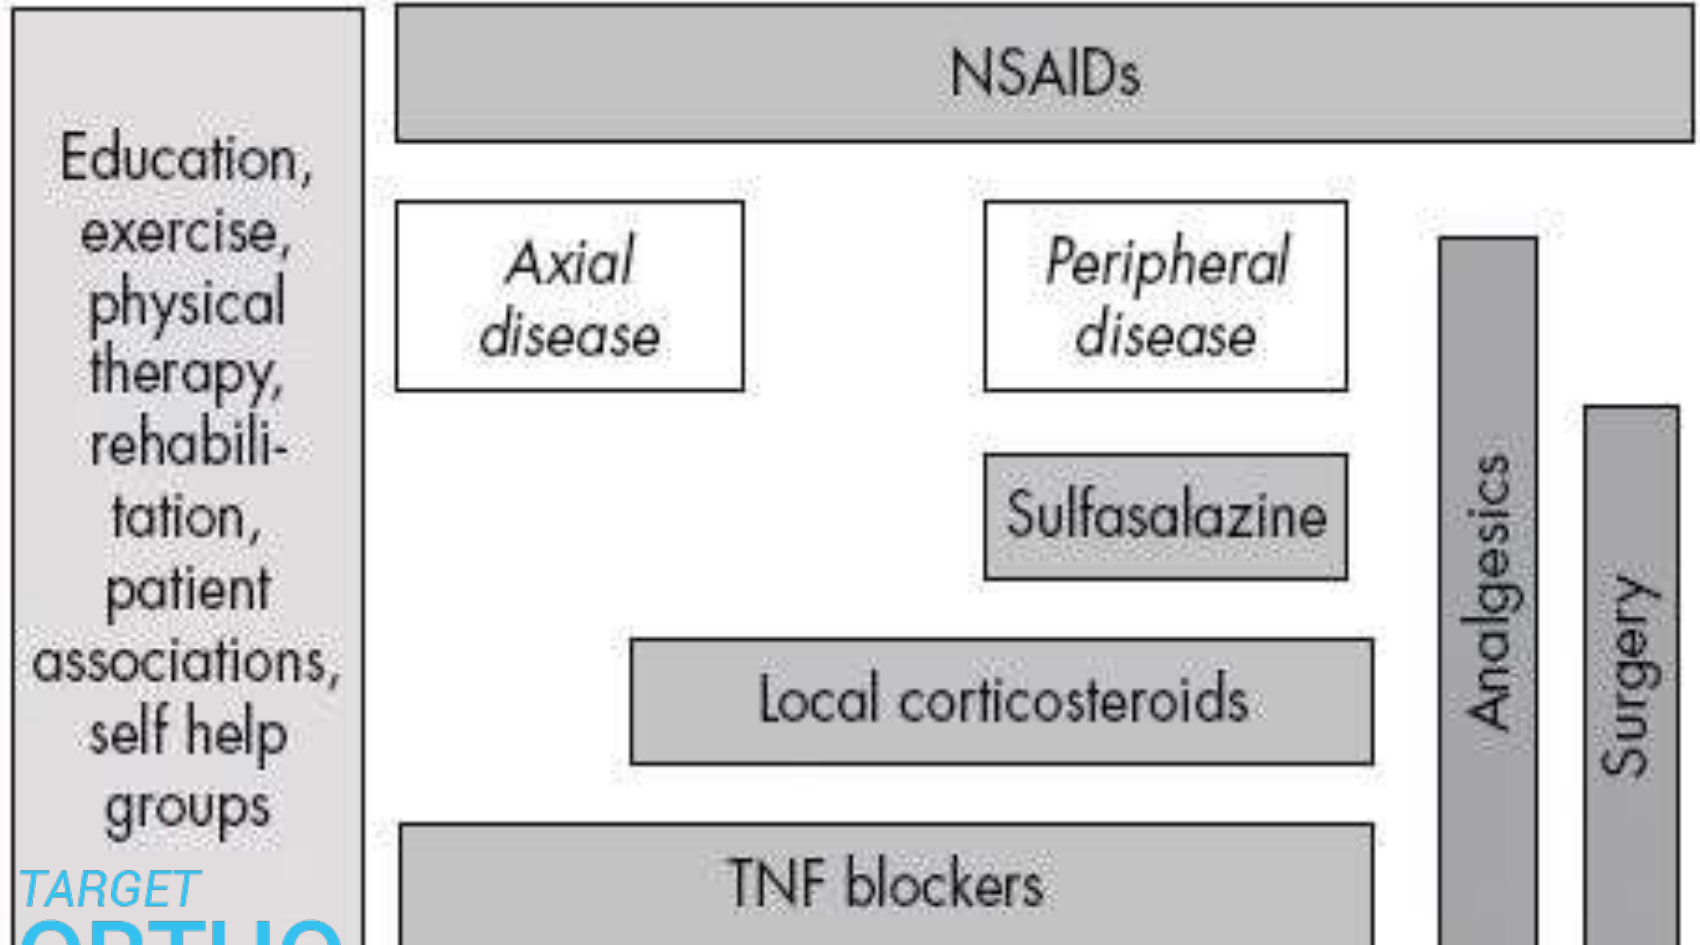 NSAIDs
Education,
exercise,
physical
therapy,
rehabili-
tation,
patient
associations,
self help
groups
Axial
disease
Peripheral
disease
Sulfasalazine
Local corticosteroids
TNF blockers
Analgesics
Surgery
TARGET
ORTHO